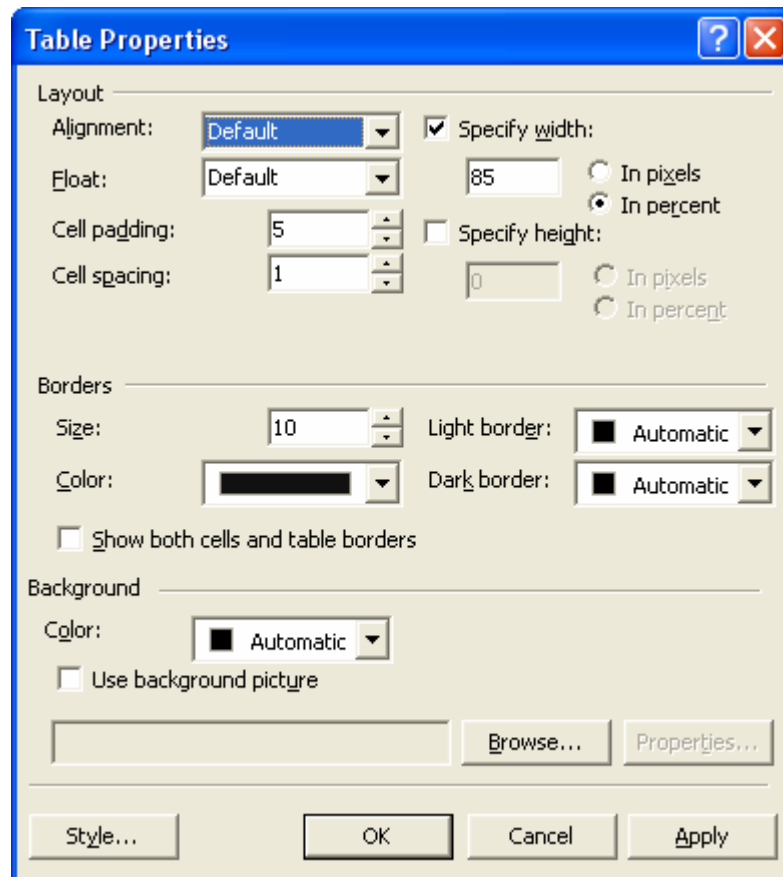 Table Properties
Layout
Alignment: Default
Specify width:
Float: Default
85
In pixels
In percent
Cell padding: 5
Specify height:
Cell spacing: 1
0
In pixels
In percent
Borders
Size: 10
Light border: Automatic
Color:
Dark border: Automatic
Show both cells and table borders
Background
Color: Automatic
Use background picture
Browse... Properties...
Style... OK Cancel Apply